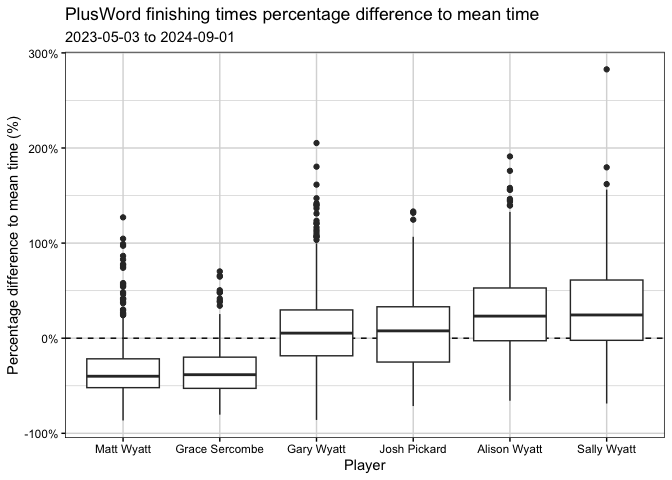 PlusWord finishing times percentage difference to mean time
2023-05-03 to 2024-09-01
Percentage difference to mean time (%)
300%
200%
100%
0%
-100%
Matt Wyatt Grace Sercombe Gary Wyatt Josh Pickard Alison Wyatt Sally Wyatt
Player